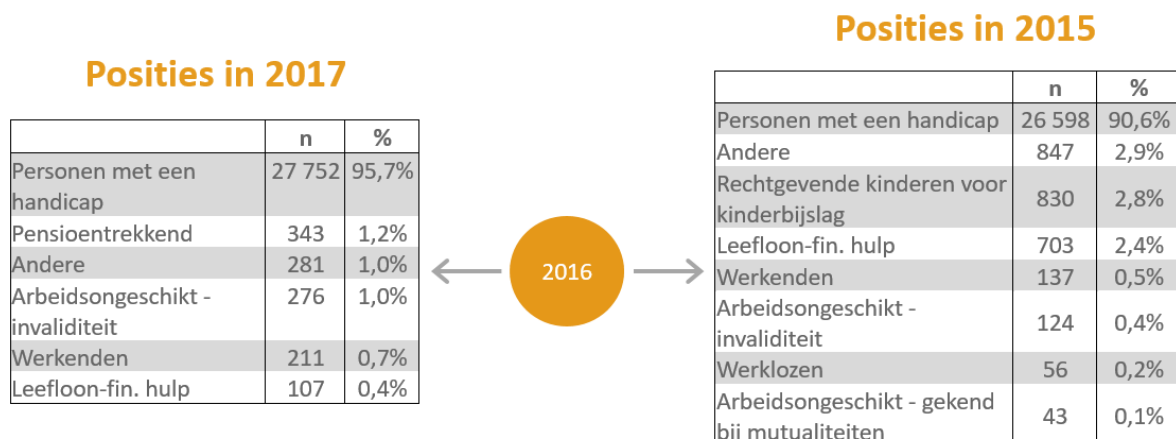 Posities in 2017
n %
Personen met een handicap 27 752 95,7%
Pensioentrekkend 343 1,2%
Andere 281 1,0%
Arbeidsongeschikt - invaliditeit 276 1,0%
Werkenden 211 0,7%
Leefloon-fin. hulp 107 0,4%
2016
Posities in 2015
n %
Personen met een handicap 26 598 90,6%
Andere 847 2,9%
Rechtgevende kinderen voor kinderbijslag 830 2,8%
Leefloon-fin. hulp 703 2,4%
Werkenden 137 0,5%
Arbeidsongeschikt - invaliditeit 124 0,4%
Werklozen 56 0,2%
Arbeidsongeschikt - gekend bij mutualiteiten 43 0,1%